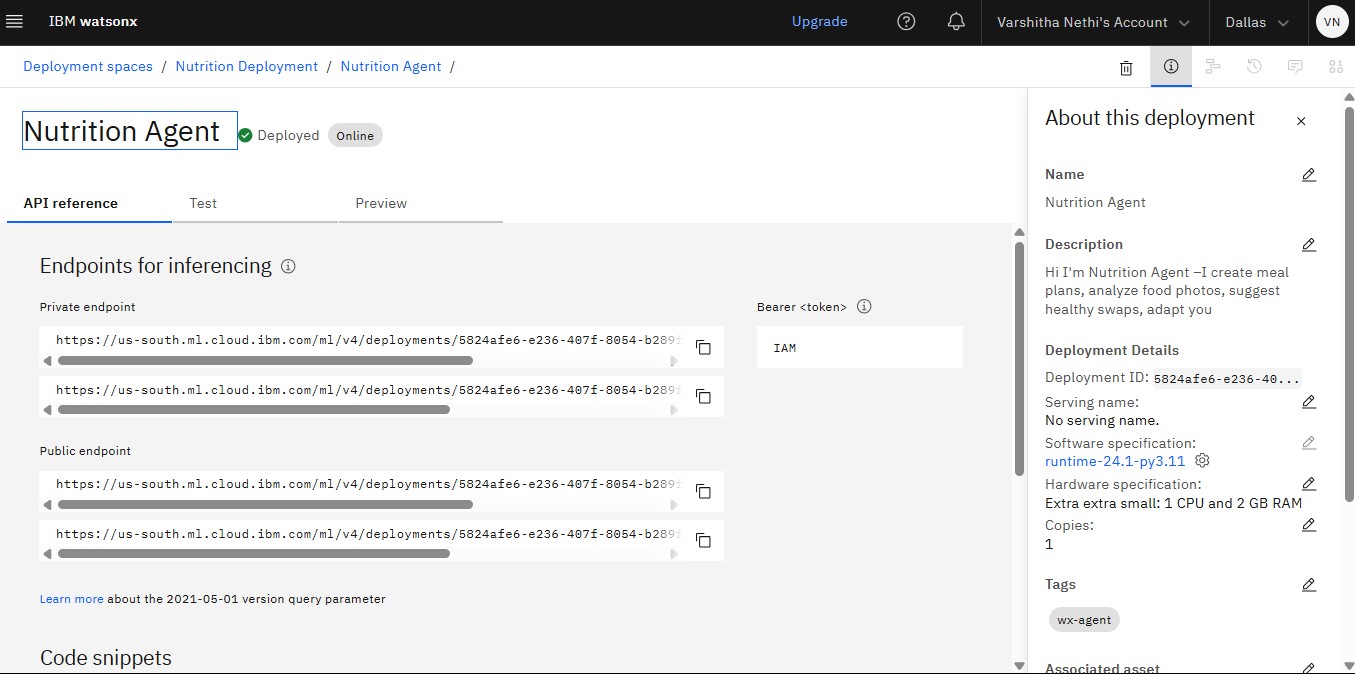 IBM watsonx
Upgrade
Varshitha Nethi's Account
Dallas
VN
Deployment spaces / Nutrition Deployment / Nutrition Agent /
Nutrition Agent
Deployed
Online
API reference
Test
Preview
Endpoints for inferencing
Private endpoint
https://us-south.ml.cloud.ibm.com/ml/v4/deployments/5824afe6-e236-407f-8054-b289f
https://us-south.ml.cloud.ibm.com/ml/v4/deployments/5824afe6-e236-407f-8054-b289f
Public endpoint
https://us-south.ml.cloud.ibm.com/ml/v4/deployments/5824afe6-e236-407f-8054-b289f
https://us-south.ml.cloud.ibm.com/ml/v4/deployments/5824afe6-e236-407f-8054-b289f
Bearer <token>
IAM
Learn more about the 2021-05-01 version query parameter
Code snippets
About this deployment
Name
Nutrition Agent
Description
Hi I'm Nutrition Agent –I create meal
plans, analyze food photos, suggest
healthy swaps, adapt you
Deployment Details
Deployment ID: 5824afe6-e236-40...
Serving name:
No serving name.
Software specification:
runtime-24.1-py3.11
Hardware specification:
Extra extra small: 1 CPU and 2 GB RAM
Copies:
1
Tags
wx-agent
Associated asset